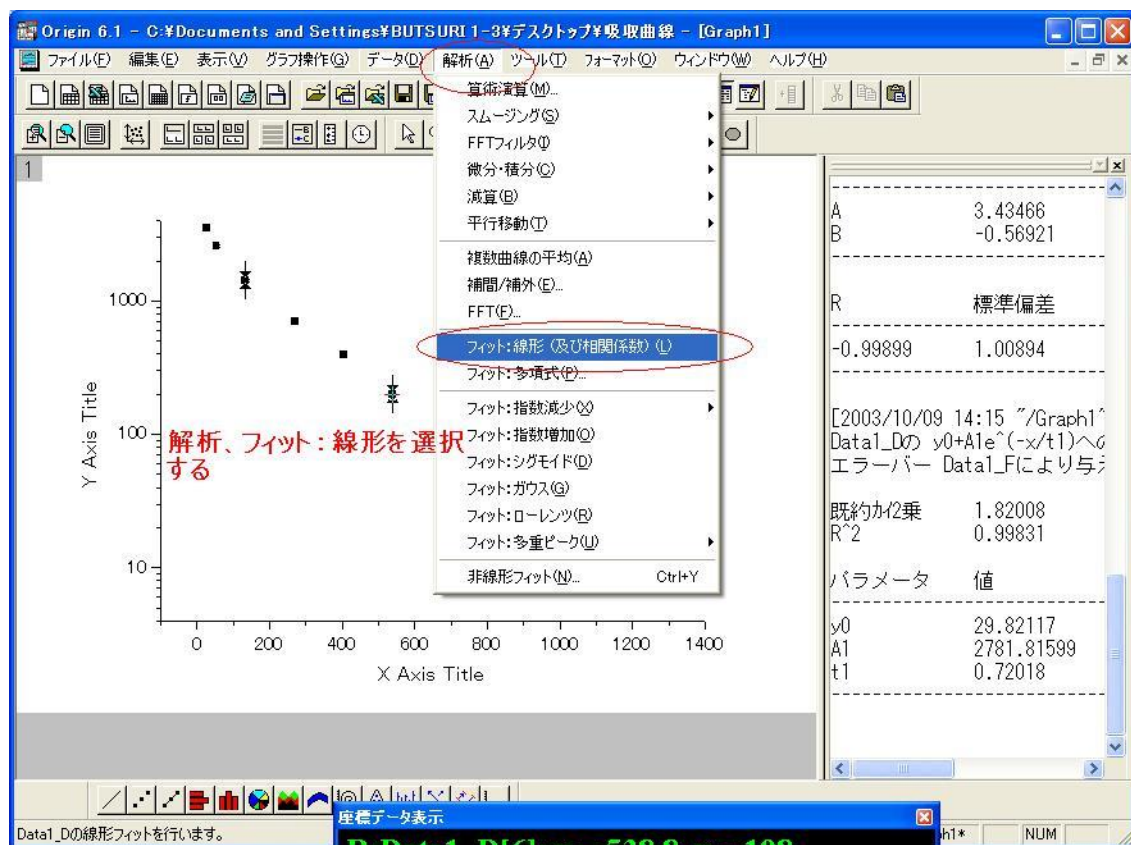 Origin 6.1 - C:¥Documents and Settings¥BUTSURI 1-3¥デスクトップ¥吸収曲線 - [Graph1]
ファイル(F) 編集(E) 表示(V) グラフ操作(G) データ(D) 解析(A) ツール(T) フォーマット(O) ウィンドウ(W) ヘルプ(H)
算術演算(M)...
スムージング(S)
FFTフィルタ(I)
微分・積分(C)
減算(B)
平行移動(T)
複数曲線の平均(A)
補間/補外(E)...
FFT(F)...
フィット:線形 (及び相関係数) (L)
フィット:多項式(P)...
フィット:指数減少(X)
フィット:指数増加(O)
フィット:シグモイド(D)
フィット:ガウス(G)
フィット:ローレンツ(R)
フィット:多重ピーク(U)
非線形フィット(N)... Ctrl+Y
1
1000
100
10
Y Axis Title
0 200 400 600 800 1000 1200 1400
X Axis Title
解析、フィット：線形を選択
する
A 3.43466
B -0.56921
R 標準偏差
-0.99899 1.00894
[2003/10/09 14:15 "/Graph1"
Data1_Dの y0+A1e^(-x/t1)への
エラーバー Data1_Fにより与え
既約カイ2乗 1.82008
R^2 0.99831
パラメータ 値
y0 29.82117
A1 2781.81599
t1 0.72018
座標データ表示
Data1_Dの線形フィットを行います。
h1* NUM